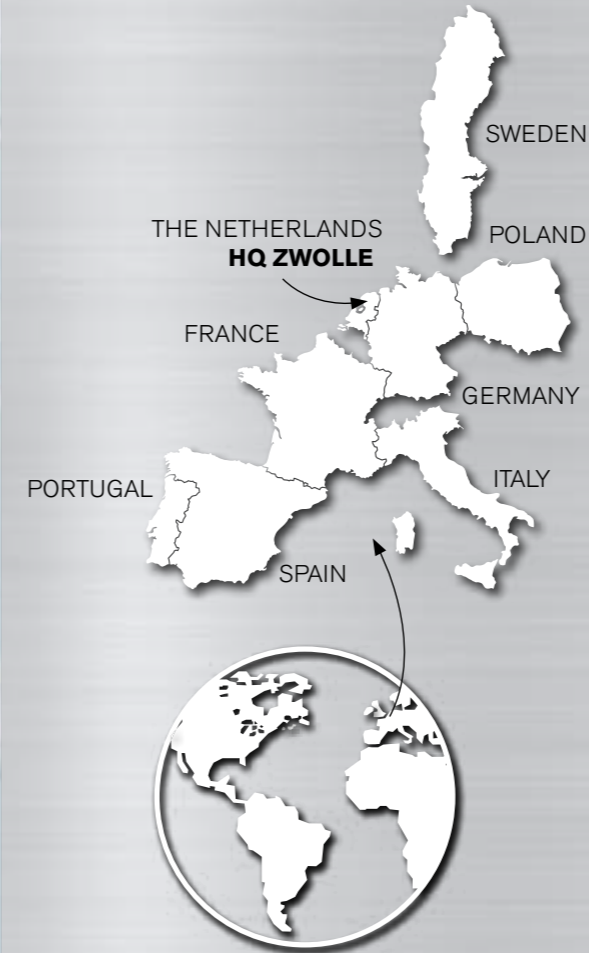 SWEDEN
POLAND
THE NETHERLANDS
HQ ZWOLLE
FRANCE
GERMANY
ITALY
PORTUGAL
SPAIN